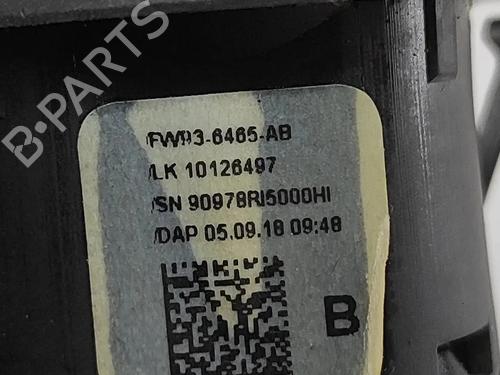 B-PARTS
/FW93-6465-AB
/LK 10126497
/SN 90978RI5000HI
/DAP 05.09.18 09:48
B